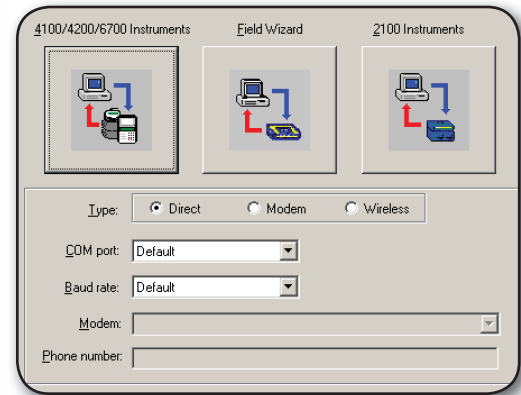 4100/4200/6700 Instruments Field Wizard 2100 Instruments
Type: Direct Modem Wireless
COM port: Default
Baud rate: Default
Modem:
Phone number: